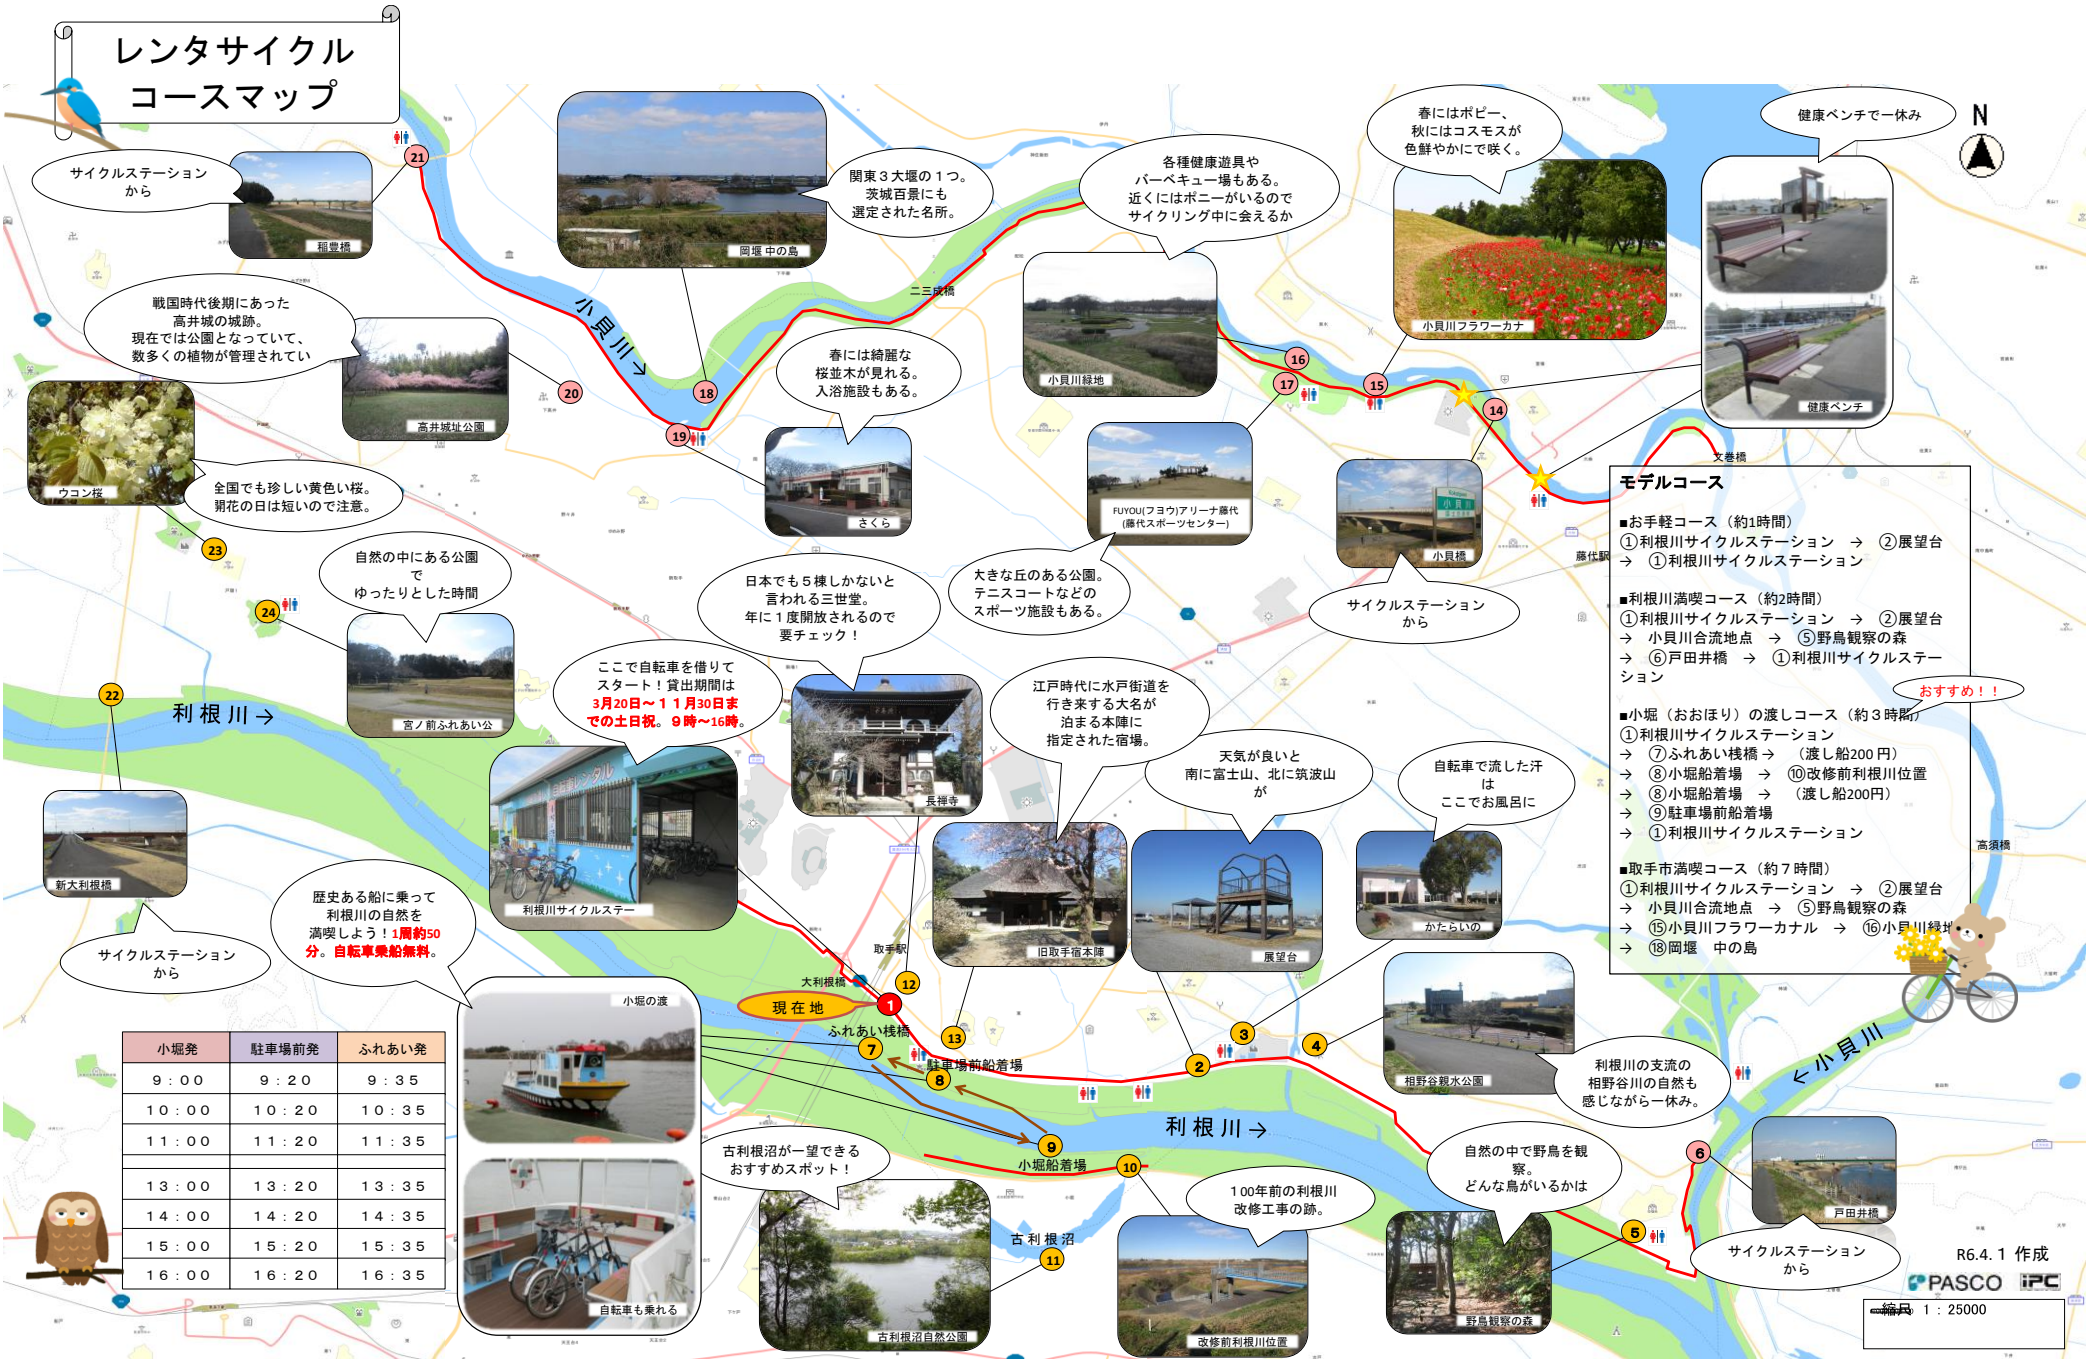 レンタサイクル
コースマップ
サイクルステーション
から
稲豊橋
21
戦国時代後期にあった
高井城の城跡。
現在では公園となっていて、
数多くの植物が管理されてい
高井城址公園
20
ウコン桜
全国でも珍しい黄色い桜。
開花の日は短いので注意。
23
自然の中にある公園
で
ゆったりとした時間
24
宮ノ前ふれあい公
22
利根川→
新大利根橋
サイクルステーション
から
小貝川→
岡堰 中の島
関東３大堰の１つ。
茨城百景にも
選定された名所。
18
19
二三成橋
春には綺麗な
桜並木が見れる。
入浴施設もある。
さくら
各種健康遊具や
バーベキュー場もある。
近くにはポニーがいるので
サイクリング中に会えるか
小貝川緑地
16
17
FUYOU(フヨウ)アリーナ藤代
(藤代スポーツセンター)
大きな丘のある公園。
テニスコートなどの
スポーツ施設もある。
春にはポピー、
秋にはコスモスが
色鮮やかにで咲く。
小貝川フラワーカナ
15
14
小貝橋
サイクルステーション
から
健康ベンチで一休み
健康ベンチ
N
文巻橋
藤代駅
モデルコース
■お手軽コース（約1時間）
①利根川サイクルステーション → ②展望台
→ ①利根川サイクルステーション
■利根川満喫コース（約2時間）
①利根川サイクルステーション → ②展望台
→ 小貝川合流地点 → ⑤野鳥観察の森
→ ⑥戸田井橋 → ①利根川サイクルステー
ション
おすすめ！！
■小堀（おおほり）の渡しコース（約３時間）
①利根川サイクルステーション
→ ⑦ふれあい桟橋→ （渡し船200円）
→ ⑧小堀船着場 → ⑩改修前利根川位置
→ ⑧小堀船着場 → （渡し船200円）
→ ⑨駐車場前船着場
→ ①利根川サイクルステーション
■取手市満喫コース（約７時間）
①利根川サイクルステーション → ②展望台
→ 小貝川合流地点 → ⑤野鳥観察の森
→ ⑮小貝川フラワーカナル → ⑯小貝川緑地
→ ⑱岡堰 中の島
高須橋
←小貝川
ここで自転車を借りて
スタート！貸出期間は
3月20日～１１月30日ま
での土日祝。９時～16時。
自転車レンタル
利根川サイクルステー
日本でも５棟しかないと
言われる三世堂。
年に１度開放されるので
要チェック！
長禅寺
江戸時代に水戸街道を
行き来する大名が
泊まる本陣に
指定された宿場。
旧取手宿本陣
天気が良いと
南に富士山、北に筑波山
が
展望台
自転車で流した汗
は
ここでお風呂に
かたらいの
相野谷親水公園
利根川の支流の
相野谷川の自然も
感じながら一休み。
取手駅
大利根橋
現在地
1
12
13
ふれあい桟橋
7
駐車場前船着場
8
2
3
4
利根川→
9
小堀船着場
10
歴史ある船に乗って
利根川の自然を
満喫しよう！1周約50
分。自転車乗船無料。
小堀の渡
自転車も乗れる
小堀発 駐車場前発 ふれあい発
９：００ ９：２０ ９：３５
１０：００ １０：２０ １０：３５
１１：００ １１：２０ １１：３５
１３：００ １３：２０ １３：３５
１４：００ １４：２０ １４：３５
１５：００ １５：２０ １５：３５
１６：００ １６：２０ １６：３５
古利根沼が一望できる
おすすめスポット！
古利根沼自然公園
古利根沼
11
100年前の利根川
改修工事の跡。
改修前利根川位置
自然の中で野鳥を観
察。
どんな鳥がいるかは
野鳥観察の森
5
6
戸田井橋
サイクルステーション
から
R6.4.1 作成
PASCO iPC
縮尺 1：25000